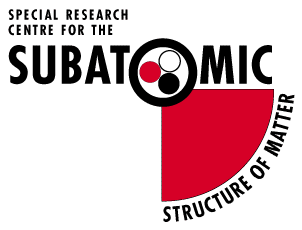 SPECIAL RESEARCH
CENTRE FOR THE
SUBATOMIC
STRUCTURE OF MATTER